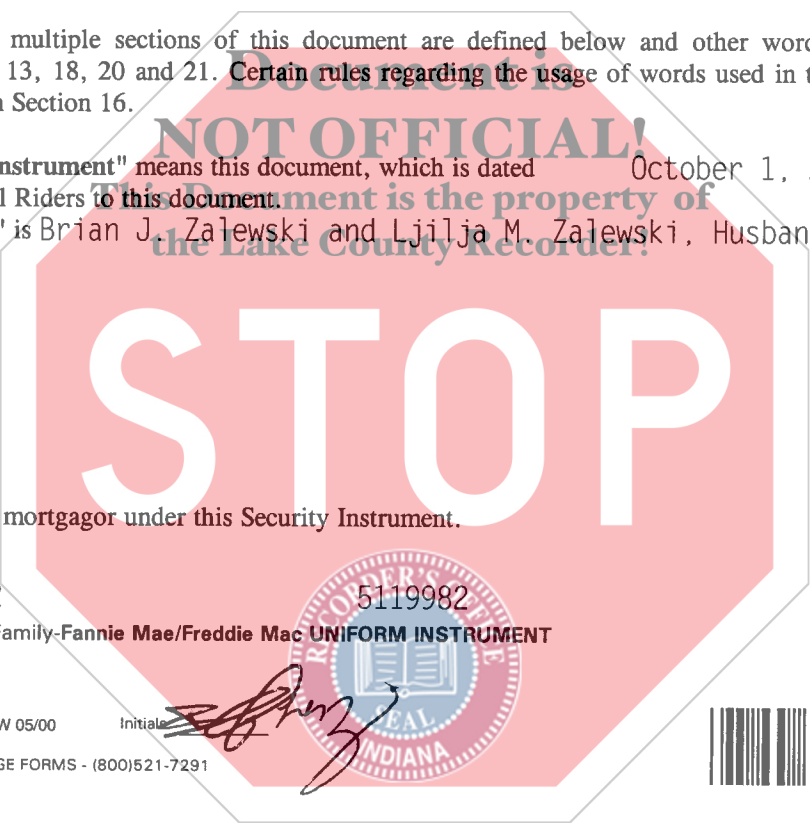 multiple sections of this document are defined below and other wor
13, 18, 20 and 21. Certain rules regarding the usage of words used in
Section 16.
Document is
NOT OFFICIAL!
This Document is the property of
the Lake County Recorder!
nstrument" means this document, which is dated October 1,
Riders to this document.
" is Brian J. Zalewski and Ljilja M. Zalewski, Husban
STOP
mortgagor under this Security Instrument.
5119982
Family-Fannie Mae/Freddie Mac UNIFORM INSTRUMENT
W 05/00 Initials
GE FORMS - (800)521-7291
RECORDER'S OFFICE
SEAL
INDIANA